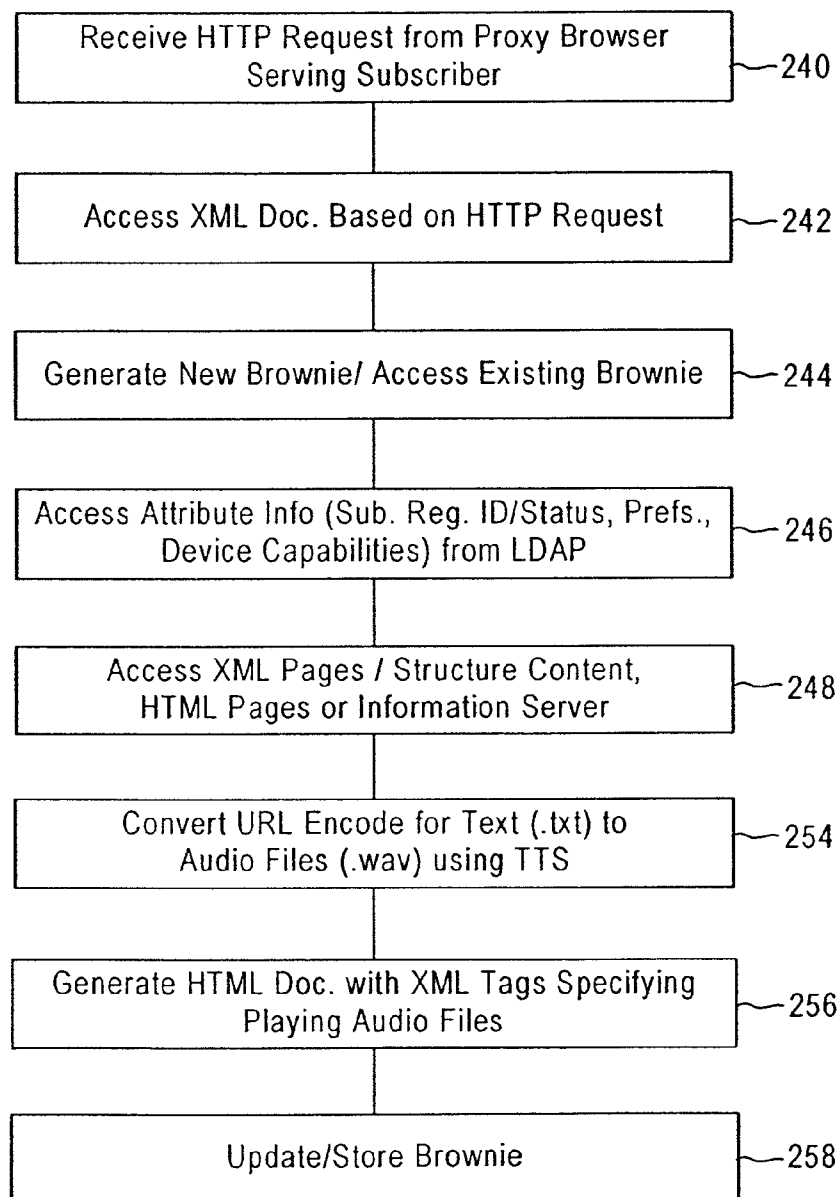 Receive HTTP Request from Proxy Browser
Serving Subscriber
240
Access XML Doc. Based on HTTP Request
242
Generate New Brownie/ Access Existing Brownie
244
Access Attribute Info (Sub. Reg. ID/Status, Prefs.,
Device Capabilities) from LDAP
246
Access XML Pages / Structure Content,
HTML Pages or Information Server
248
Convert URL Encode for Text (.txt) to
Audio Files (.wav) using TTS
254
Generate HTML Doc. with XML Tags Specifying
Playing Audio Files
256
Update/Store Brownie
258